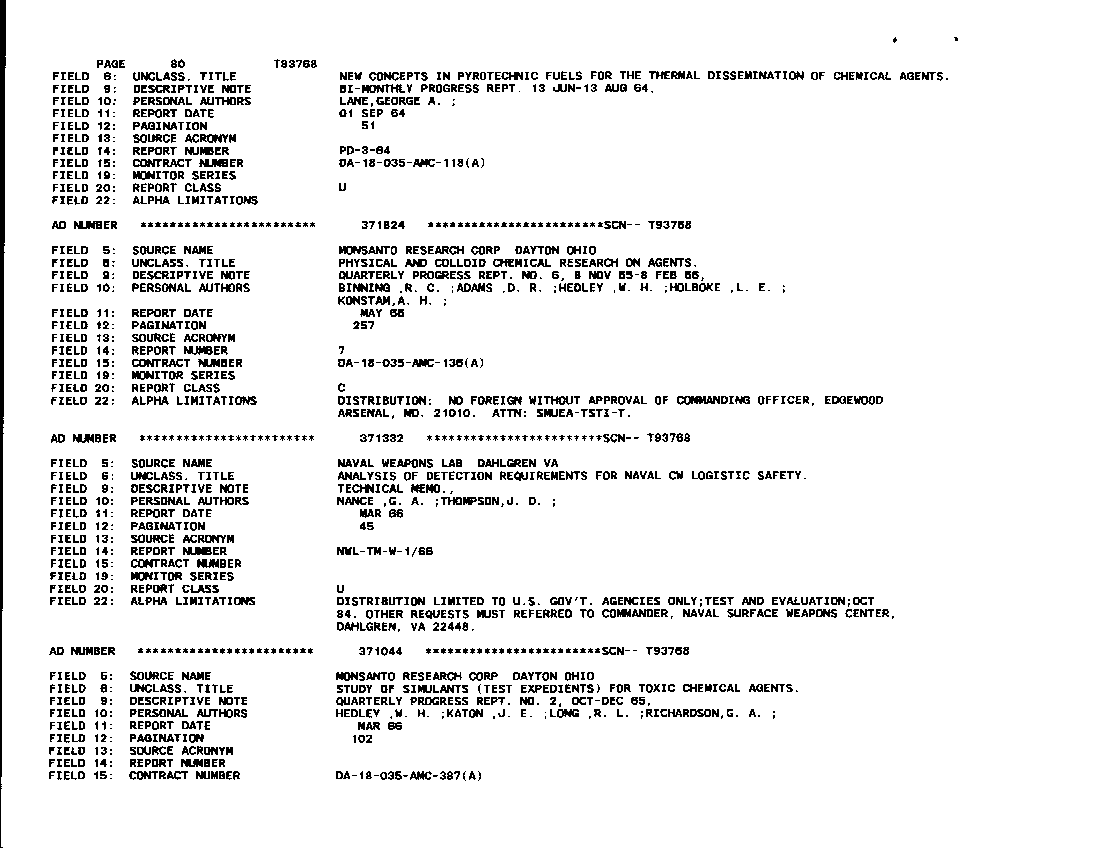 PAGE 80 T93768
FIELD 6: UNCLASS. TITLE NEW CONCEPTS IN PYROTECHNIC FUELS FOR THE THERMAL DISSEMINATION OF CHEMICAL AGENTS.
FIELD 9: DESCRIPTIVE NOTE BI-MONTHLY PROGRESS REPT. 13 JUN-13 AUG 64,
FIELD 10: PERSONAL AUTHORS LANE,GEORGE A. ;
FIELD 11: REPORT DATE 01 SEP 64
FIELD 12: PAGINATION 51
FIELD 13: SOURCE ACRONYM
FIELD 14: REPORT NUMBER PD-3-64
FIELD 15: CONTRACT NUMBER DA-18-035-AMC-118(A)
FIELD 19: MONITOR SERIES
FIELD 20: REPORT CLASS U
FIELD 22: ALPHA LIMITATIONS
AD NUMBER ************************ 371824 ************************SCN-- T93768
FIELD 5: SOURCE NAME MONSANTO RESEARCH CORP DAYTON OHIO
FIELD 6: UNCLASS. TITLE PHYSICAL AND COLLOID CHEMICAL RESEARCH ON AGENTS.
FIELD 9: DESCRIPTIVE NOTE QUARTERLY PROGRESS REPT. NO. 6, 8 NOV 65-8 FEB 66,
FIELD 10: PERSONAL AUTHORS BINNING ,R. C. ;ADAMS ,D. R. ;HEDLEY ,W. H. ;HOLBOKE ,L. E. ;
KONSTAM,A. H. ;
FIELD 11: REPORT DATE MAY 66
FIELD 12: PAGINATION 257
FIELD 13: SOURCE ACRONYM
FIELD 14: REPORT NUMBER 7
FIELD 15: CONTRACT NUMBER DA-18-035-AMC-136(A)
FIELD 19: MONITOR SERIES
FIELD 20: REPORT CLASS C
FIELD 22: ALPHA LIMITATIONS DISTRIBUTION: NO FOREIGN WITHOUT APPROVAL OF COMMANDING OFFICER, EDGEWOOD
ARSENAL, MD. 21010. ATTN: SMUEA-TSTI-T.
AD NUMBER ************************ 371332 ************************SCN-- T93768
FIELD 5: SOURCE NAME NAVAL WEAPONS LAB DAHLGREN VA
FIELD 6: UNCLASS. TITLE ANALYSIS OF DETECTION REQUIREMENTS FOR NAVAL CW LOGISTIC SAFETY.
FIELD 9: DESCRIPTIVE NOTE TECHNICAL MEMO.,
FIELD 10: PERSONAL AUTHORS NANCE ,G. A. ;THOMPSON,J. D. ;
FIELD 11: REPORT DATE MAR 66
FIELD 12: PAGINATION 45
FIELD 13: SOURCE ACRONYM
FIELD 14: REPORT NUMBER NWL-TM-W-1/66
FIELD 15: CONTRACT NUMBER
FIELD 19: MONITOR SERIES
FIELD 20: REPORT CLASS U
FIELD 22: ALPHA LIMITATIONS DISTRIBUTION LIMITED TO U.S. GOV'T. AGENCIES ONLY;TEST AND EVALUATION;OCT
84. OTHER REQUESTS MUST REFERRED TO COMMANDER, NAVAL SURFACE WEAPONS CENTER,
DAHLGREN, VA 22448.
AD NUMBER ************************ 371044 ************************SCN-- T93768
FIELD 5: SOURCE NAME MONSANTO RESEARCH CORP DAYTON OHIO
FIELD 6: UNCLASS. TITLE STUDY OF SIMULANTS (TEST EXPEDIENTS) FOR TOXIC CHEMICAL AGENTS.
FIELD 9: DESCRIPTIVE NOTE QUARTERLY PROGRESS REPT. NO. 2, OCT-DEC 65,
FIELD 10: PERSONAL AUTHORS HEDLEY ,W. H. ;KATON ,J. E. ;LONG ,R. L. ;RICHARDSON,G. A. ;
FIELD 11: REPORT DATE MAR 66
FIELD 12: PAGINATION 102
FIELD 13: SOURCE ACRONYM
FIELD 14: REPORT NUMBER
FIELD 15: CONTRACT NUMBER DA-18-035-AMC-387(A)